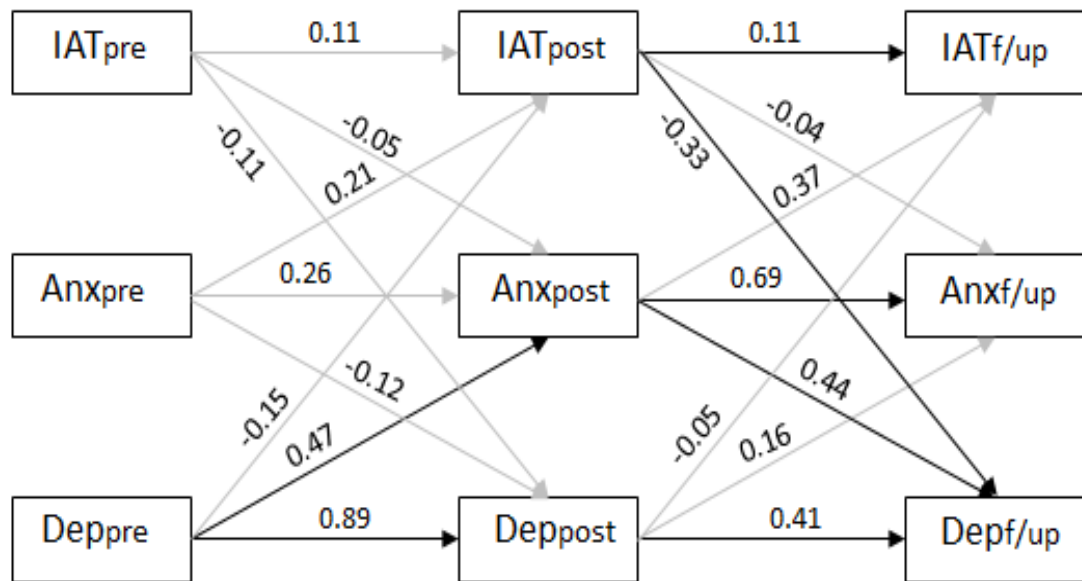 IATpre 0.11 IATpost 0.11 IATf/up
-0.05 -0.04
-0.11 -0.33
0.21 0.37
Anxpre 0.26 Anxpost 0.69 Anxf/up
-0.12 0.44
-0.15 -0.05
0.47 0.16
Deppre 0.89 Deppost 0.41 Depf/up